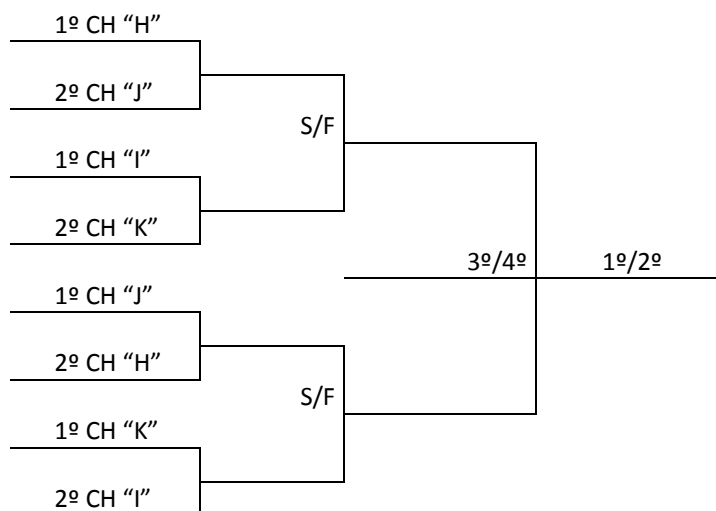 1º CH “H”
2º CH “J”
S/F
1º CH “I”
2º CH “K”
3º/4º 1º/2º
1º CH “J”
2º CH “H”
S/F
1º CH “K”
2º CH “I”